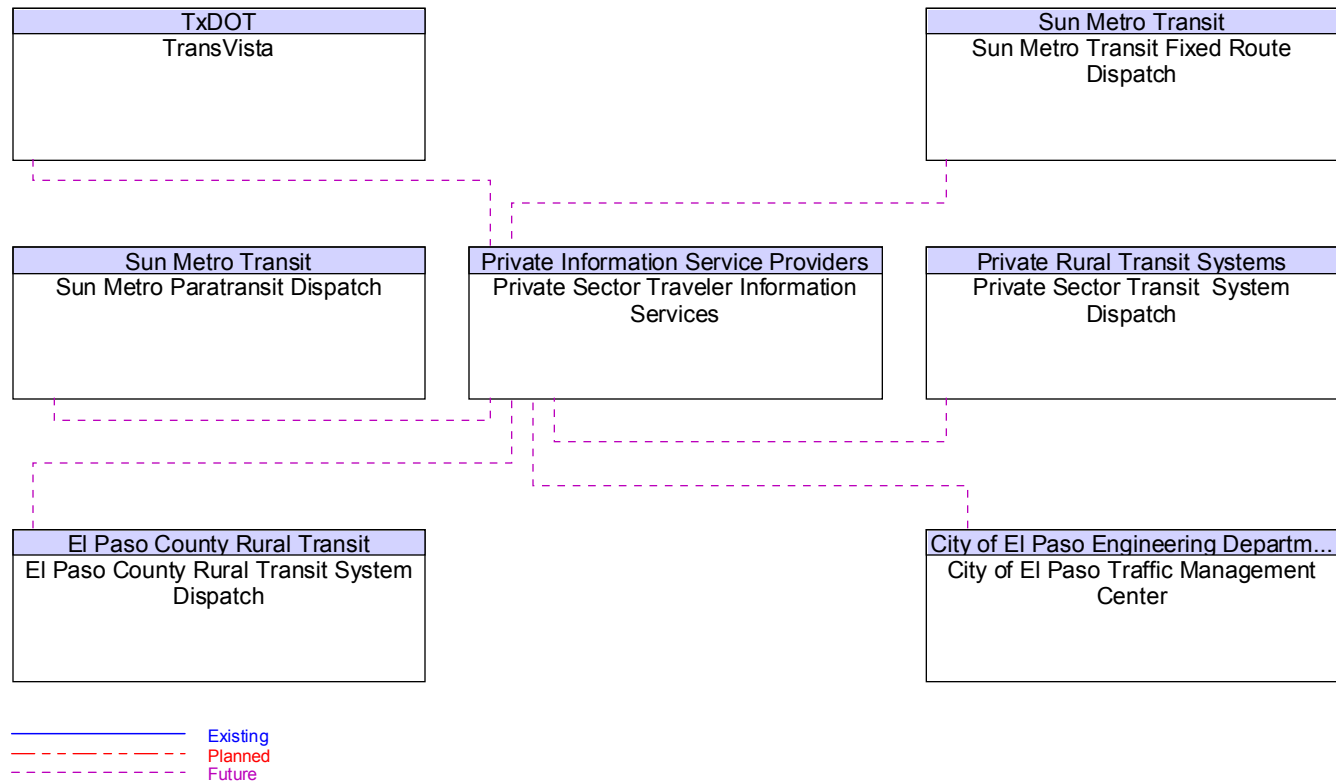 TxDOT
TransVista
Sun Metro Transit
Sun Metro Transit Fixed Route
Dispatch
Sun Metro Transit
Sun Metro Paratransit Dispatch
Private Information Service Providers
Private Sector Traveler Information
Services
Private Rural Transit Systems
Private Sector Transit System
Dispatch
El Paso County Rural Transit
El Paso County Rural Transit System
Dispatch
City of El Paso Engineering Departm...
City of El Paso Traffic Management
Center
Existing
Planned
Future